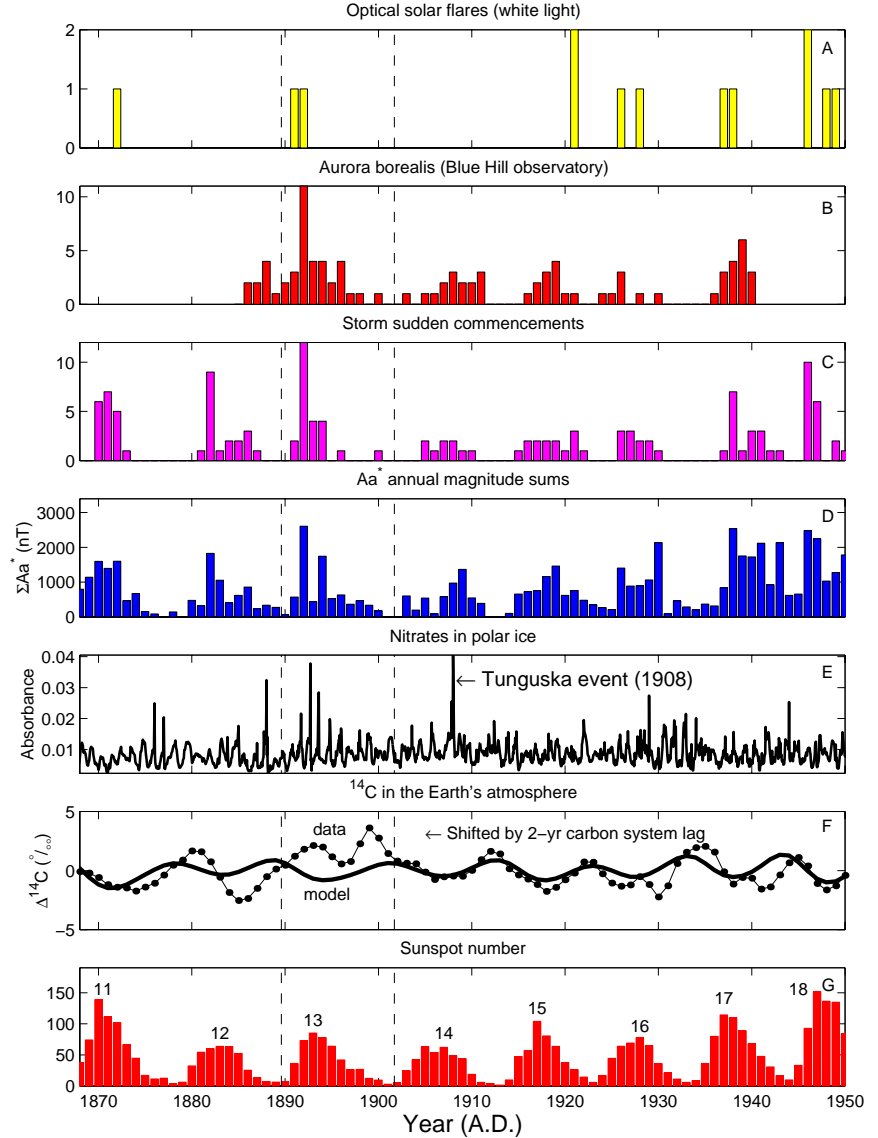 Optical solar flares (white light)
2
1
0
A
Aurora borealis (Blue Hill observatory)
10
5
0
B
Storm sudden commencements
10
5
0
C
Aa* annual magnitude sums
3000
2000
1000
0
ΣAa* (nT)
D
Nitrates in polar ice
0.04
0.03
0.02
0.01
Absorbance
← Tunguska event (1908)
E
14C in the Earth's atmosphere
5
0
−5
Δ14C (°/oo)
data
model
← Shifted by 2−yr carbon system lag
F
Sunspot number
150
100
50
0
11
12
13
14
15
16
17
18
G
1870 1880 1890 1900 1910 1920 1930 1940 1950
Year (A.D.)